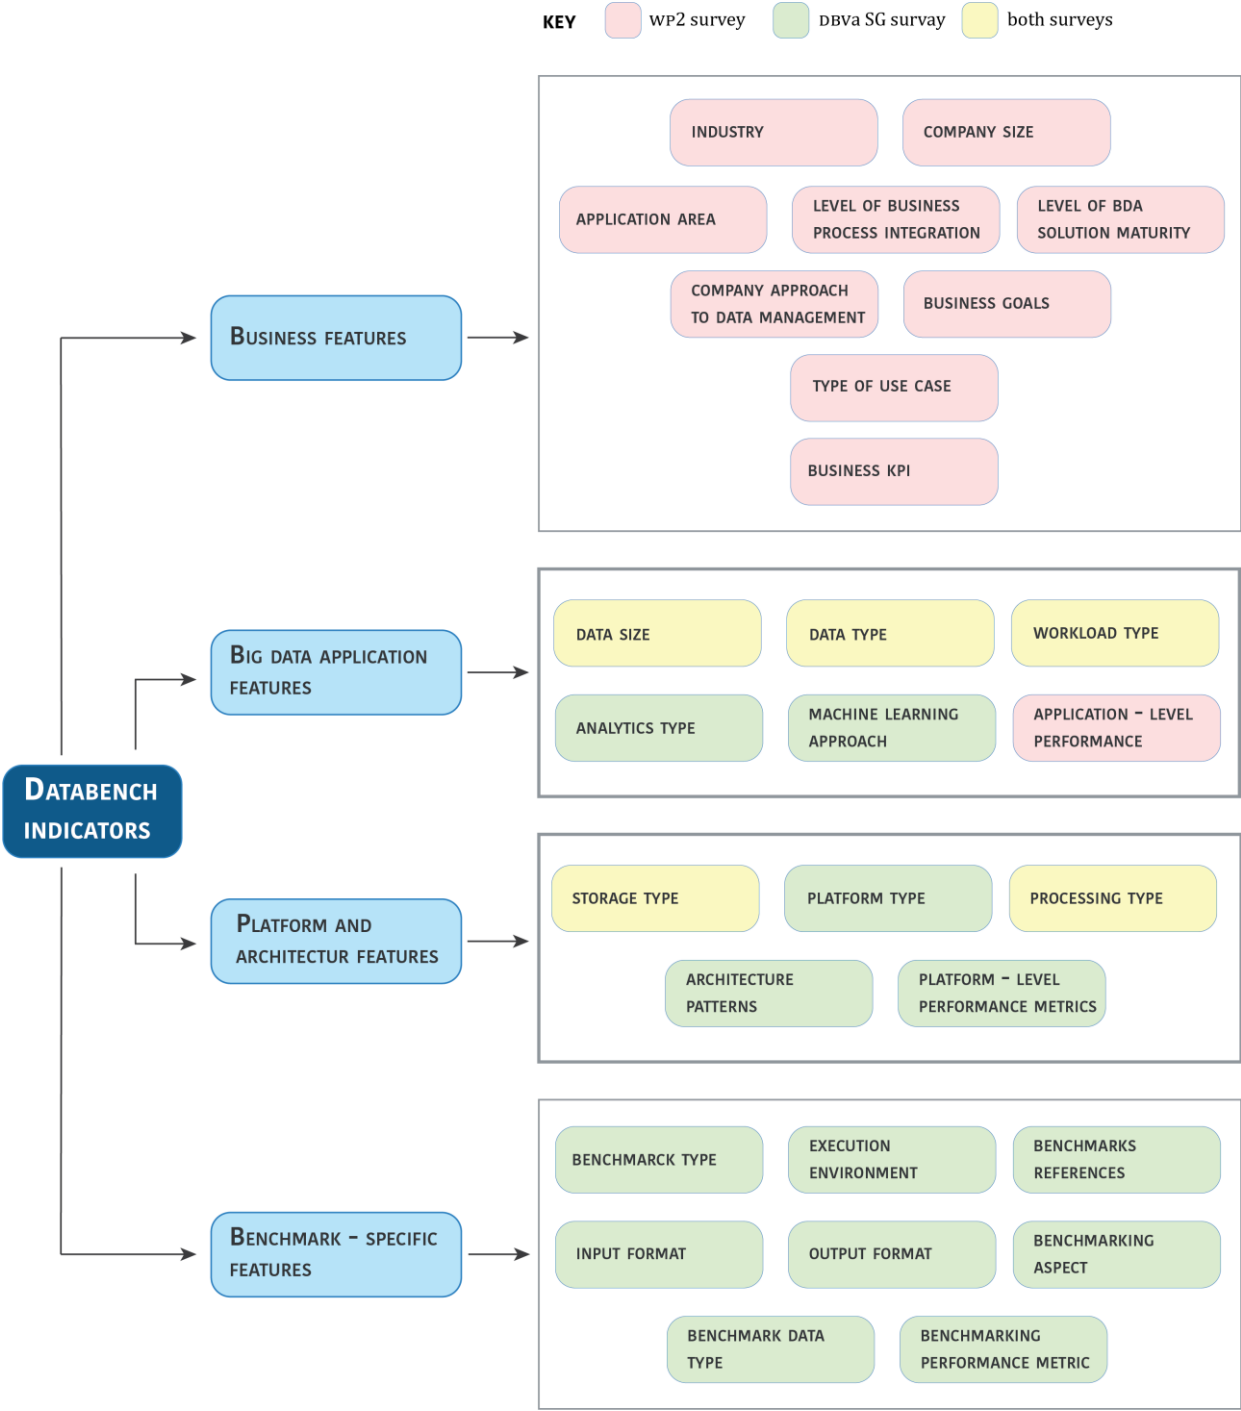 KEY WP2 survey DBVa SG survay both surveys
INDUSTRY
COMPANY SIZE
APPLICATION AREA
LEVEL OF BUSINESS
PROCESS INTEGRATION
LEVEL OF BDA
SOLUTION MATURITY
COMPANY APPROACH
TO DATA MANAGEMENT
BUSINESS GOALS
TYPE OF USE CASE
BUSINESS KPI
BUSINESS FEATURES
BIG DATA APPLICATION
FEATURES
DATA SIZE
DATA TYPE
WORKLOAD TYPE
ANALYTICS TYPE
MACHINE LEARNING
APPROACH
APPLICATION – LEVEL
PERFORMANCE
DATABENCH
INDICATORS
PLATFORM AND
ARCHITECTUR FEATURES
STORAGE TYPE
PLATFORM TYPE
PROCESSING TYPE
ARCHITECTURE
PATTERNS
PLATFORM – LEVEL
PERFORMANCE METRICS
BENCHMARK – SPECIFIC
FEATURES
BENCHMARCK TYPE
EXECUTION
ENVIRONMENT
BENCHMARKS
REFERENCES
INPUT FORMAT
OUTPUT FORMAT
BENCHMARKING
ASPECT
BENCHMARK DATA
TYPE
BENCHMARKING
PERFORMANCE METRIC